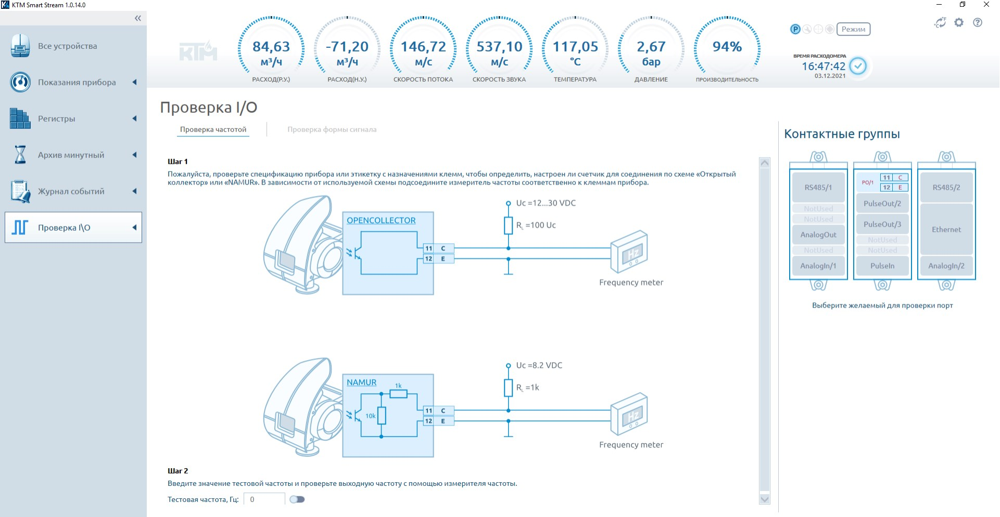 KTM Smart Stream 1.0.14.0
Все устройства
Показания прибора
Регистры
Архив минутный
Журнал событий
Проверка I\O
КТМ
84,63
м³/ч
РАСХОД(Р.У.)
-71,20
м³/ч
РАСХОД(Н.У.)
146,72
м/с
СКОРОСТЬ ПОТОКА
537,10
м/с
СКОРОСТЬ ЗВУКА
117,05
°C
ТЕМПЕРАТУРА
2,67
бар
ДАВЛЕНИЕ
94%
ПРОИЗВОДИТЕЛЬНОСТЬ
P
Режим
ВРЕМЯ РАСХОДОМЕРА
16:47:42
03.12.2021
°C °F
?
Проверка I/O
Проверка частотой
Проверка формы сигнала
Шаг 1
Пожалуйста, проверьте спецификацию прибора или этикетку с назначениями клемм, чтобы определить, настроен ли счетчик для соединения по схеме «Открытый
коллектор» или «NAMUR». В зависимости от используемой схемы подсоедините измеритель частоты соответственно к клеммам прибора.
OPENCOLLECTOR
11 C
12 E
Uc =12...30 VDC
RL =100 Uc
Hz
Frequency meter
NAMUR
1k
10k
11 C
12 E
Uc =8.2 VDC
RL =1k
Hz
Frequency meter
Шаг 2
Введите значение тестовой частоты и проверьте выходную частоту с помощью измерителя частоты.
Тестовая частота, Гц: 0
Контактные группы
RS485/1
NotUsed
NotUsed
AnalogOut
NotUsed
AnalogIn/1
PO/1
11 C
12 E
PulseOut/2
PulseOut/3
NotUsed
NotUsed
PulseIn
RS485/2
Ethernet
AnalogIn/2
Выберите желаемый для проверки порт